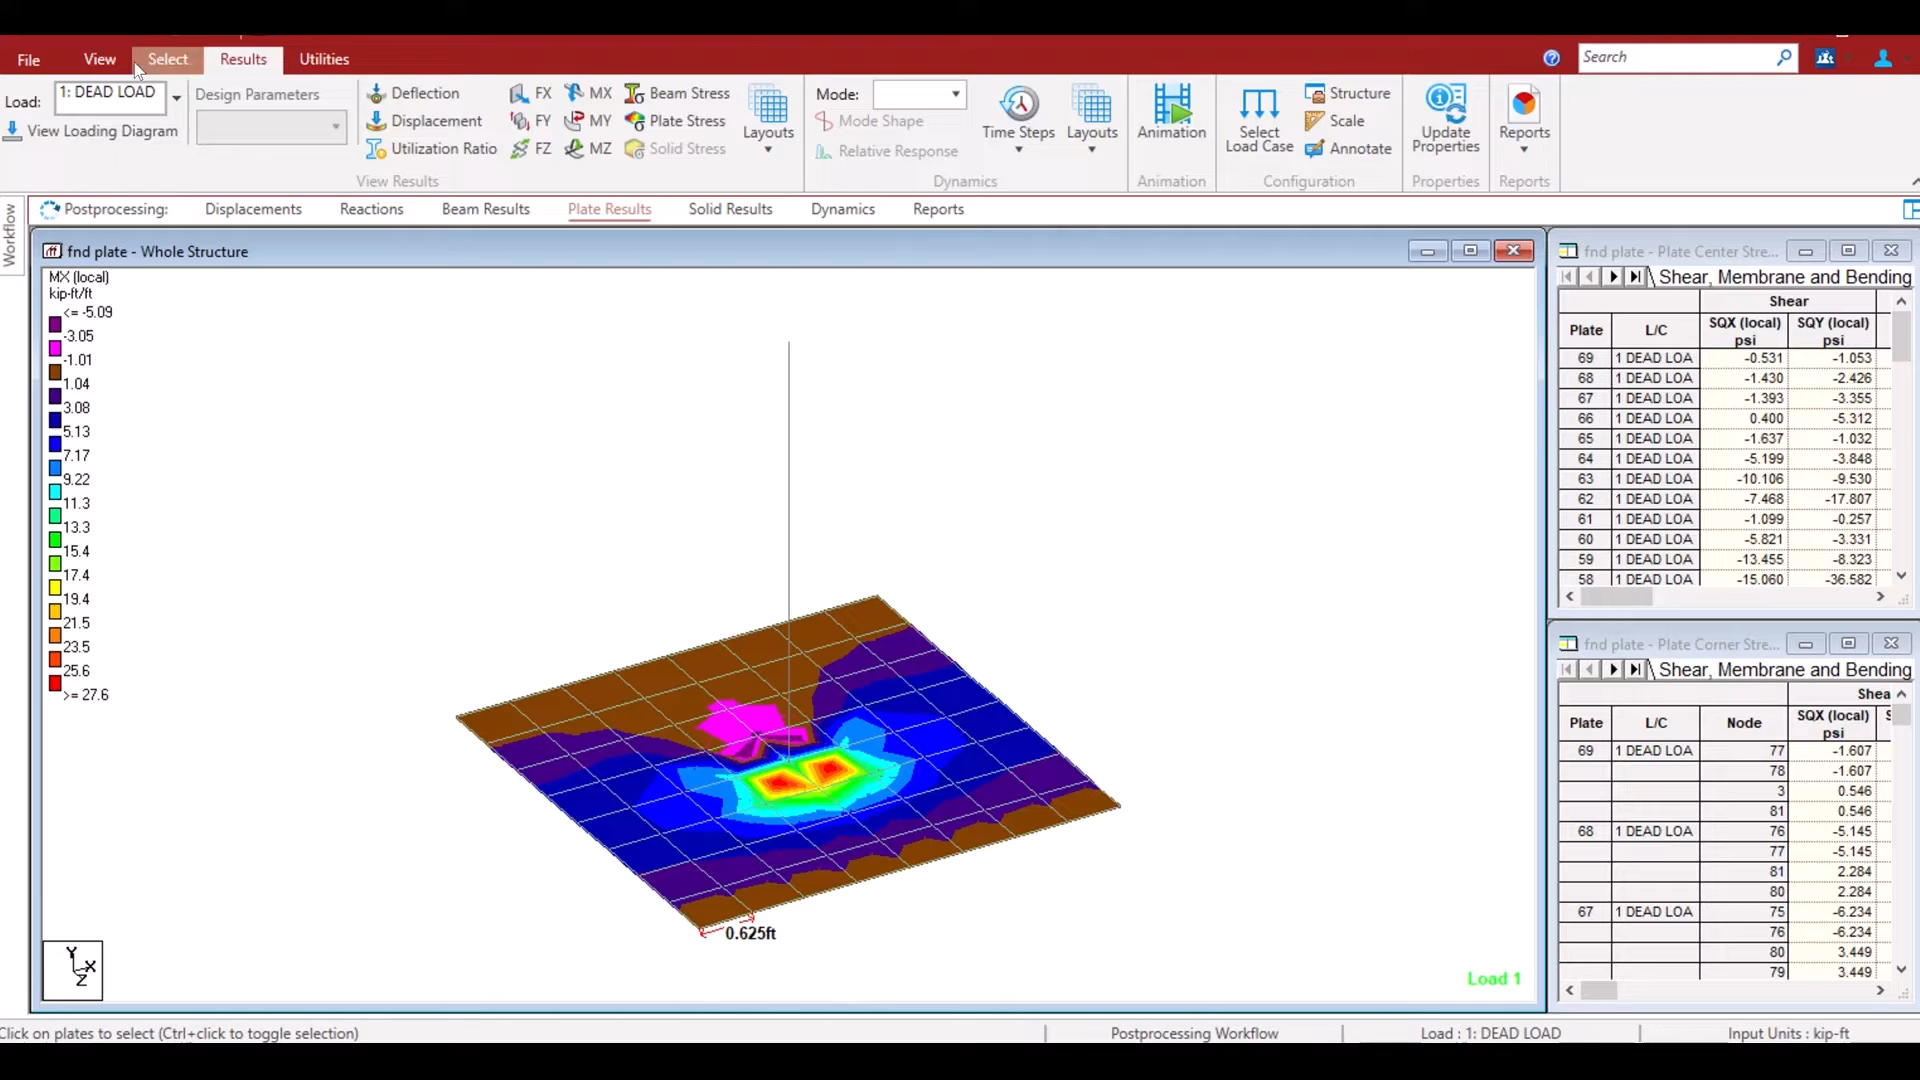 File View Select Results Utilities Search
Load: 1: DEAD LOAD Design Parameters
View Loading Diagram
Deflection FX MX Beam Stress
Displacement FY MY Plate Stress
Utilization Ratio FZ MZ Solid Stress
Layouts
View Results
Mode:
Mode Shape
Relative Response
Time Steps Layouts
Dynamics
Animation
Animation
Select Load Case
Structure
Scale
Annotate
Configuration
Update Properties
Properties
Reports
Reports
Workflow
Postprocessing: Displacements Reactions Beam Results Plate Results Solid Results Dynamics Reports
fnd plate - Whole Structure
MX (local)
kip-ft/ft
<= -5.09
-3.05
-1.01
1.04
3.08
5.13
7.17
9.22
11.3
13.3
15.4
17.4
19.4
21.5
23.5
25.6
>= 27.6
0.625ft
Y
X
Z
Load 1
fnd plate - Plate Center Stre...
Shear, Membrane and Bending
Shear
Plate L/C SQX (local) psi SQY (local) psi
69 1 DEAD LOA -0.531 -1.053
68 1 DEAD LOA -1.430 -2.426
67 1 DEAD LOA -1.393 -3.355
66 1 DEAD LOA 0.400 -5.312
65 1 DEAD LOA -1.637 -1.032
64 1 DEAD LOA -5.199 -3.848
63 1 DEAD LOA -10.106 -9.530
62 1 DEAD LOA -7.468 -17.807
61 1 DEAD LOA -1.099 -0.257
60 1 DEAD LOA -5.821 -3.331
59 1 DEAD LOA -13.455 -8.323
58 1 DEAD LOA -15.060 -36.582
fnd plate - Plate Corner Stre...
Shear, Membrane and Bending
Shea
Plate L/C Node SQX (local) psi S
69 1 DEAD LOA 77 -1.607
78 -1.607
3 0.546
81 0.546
68 1 DEAD LOA 76 -5.145
77 -5.145
81 2.284
80 2.284
67 1 DEAD LOA 75 -6.234
76 -6.234
80 3.449
79 3.449
Click on plates to select (Ctrl+click to toggle selection) Postprocessing Workflow Load : 1: DEAD LOAD Input Units : kip-ft